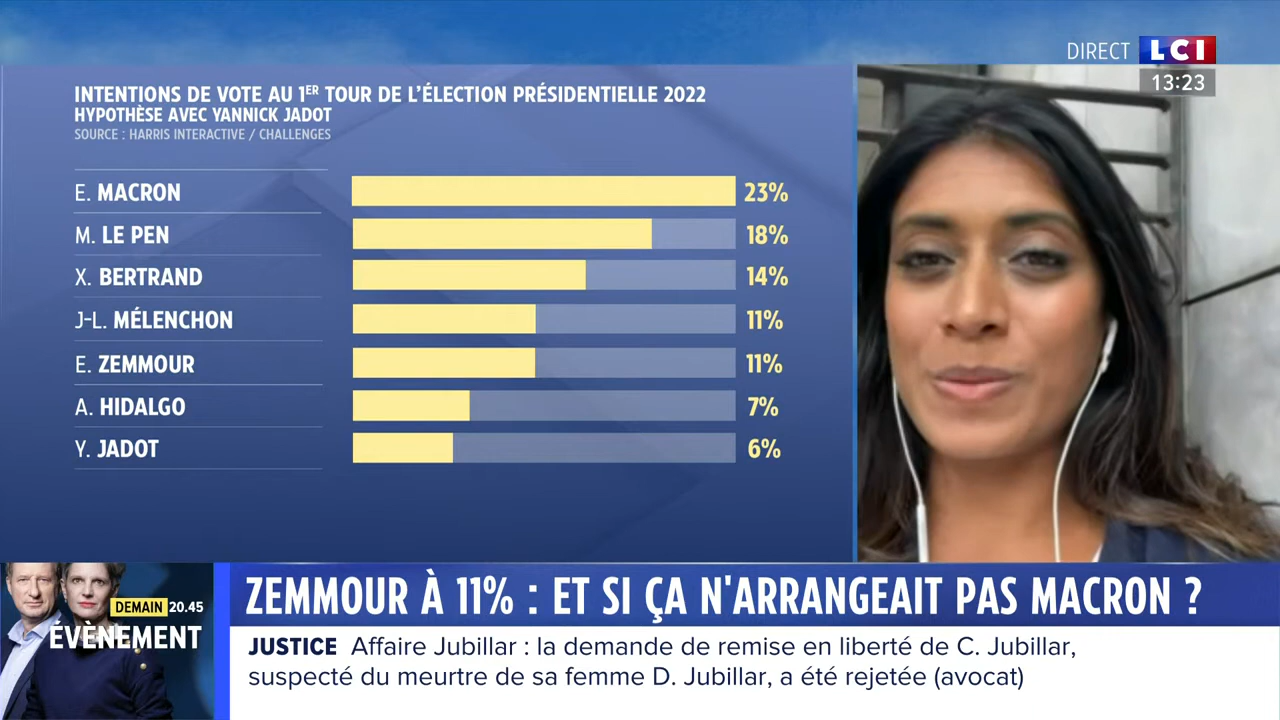 DIRECT LCI
13:23
INTENTIONS DE VOTE AU 1ER TOUR DE L'ÉLECTION PRÉSIDENTIELLE 2022
HYPOTHÈSE AVEC YANNICK JADOT
SOURCE : HARRIS INTERACTIVE / CHALLENGES
E. MACRON 23%
M. LE PEN 18%
X. BERTRAND 14%
J-L. MÉLENCHON 11%
E. ZEMMOUR 11%
A. HIDALGO 7%
Y. JADOT 6%
DEMAIN 20.45
ÉVÈNEMENT
ZEMMOUR À 11% : ET SI ÇA N'ARRANGEAIT PAS MACRON ?
JUSTICE Affaire Jubillar : la demande de remise en liberté de C. Jubillar,
suspecté du meurtre de sa femme D. Jubillar, a été rejetée (avocat)